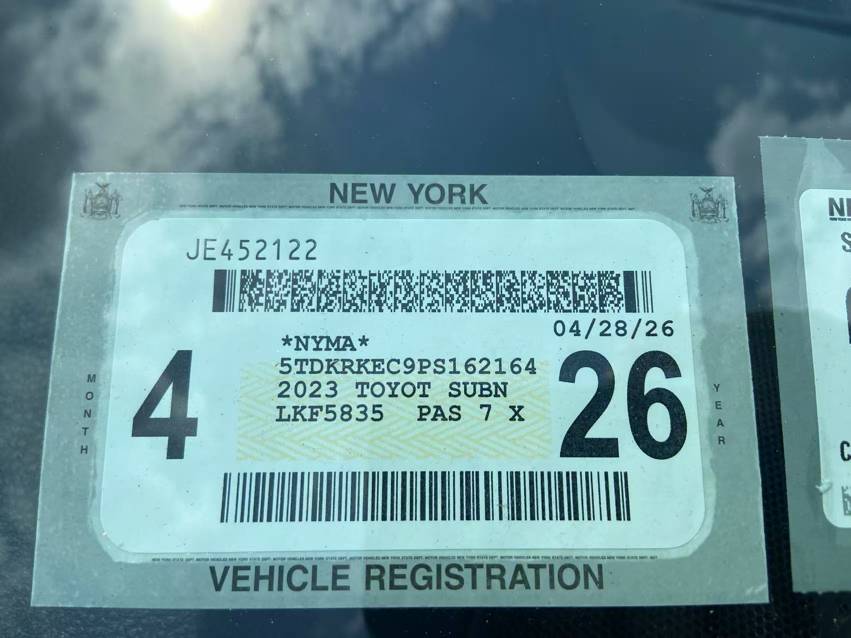 NEW YORK
JE452122
04/28/26
*NYMA*
5TDKRKEC9PS162164
2023 TOYOT SUBN
LKF5835 PAS 7 X
4
26
MONTH
YEAR
VEHICLE REGISTRATION